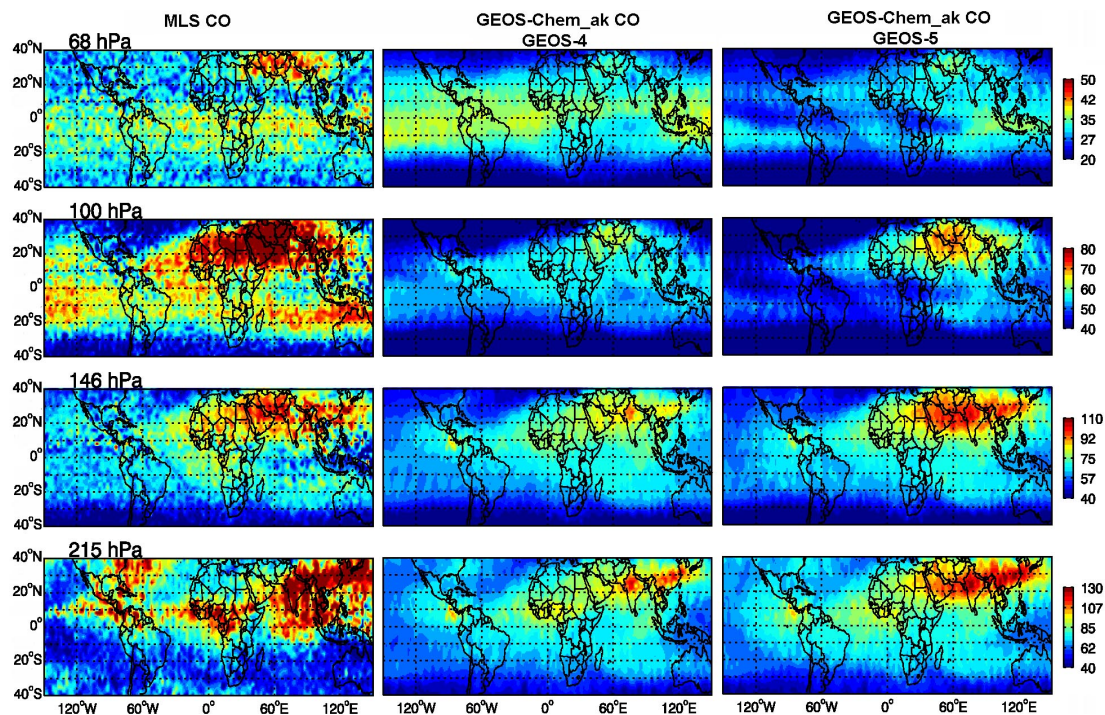 MLS CO
GEOS-Chem_ak CO
GEOS-4
GEOS-Chem_ak CO
GEOS-5
68 hPa
40°N
20°N
0°
20°S
40°S
50
42
35
27
20
100 hPa
40°N
20°N
0°
20°S
40°S
80
70
60
50
40
146 hPa
40°N
20°N
0°
20°S
40°S
110
92
75
57
40
215 hPa
40°N
20°N
0°
20°S
40°S
130
107
85
62
40
120°W 60°W 0° 60°E 120°E 120°W 60°W 0° 60°E 120°E 120°W 60°W 0° 60°E 120°E